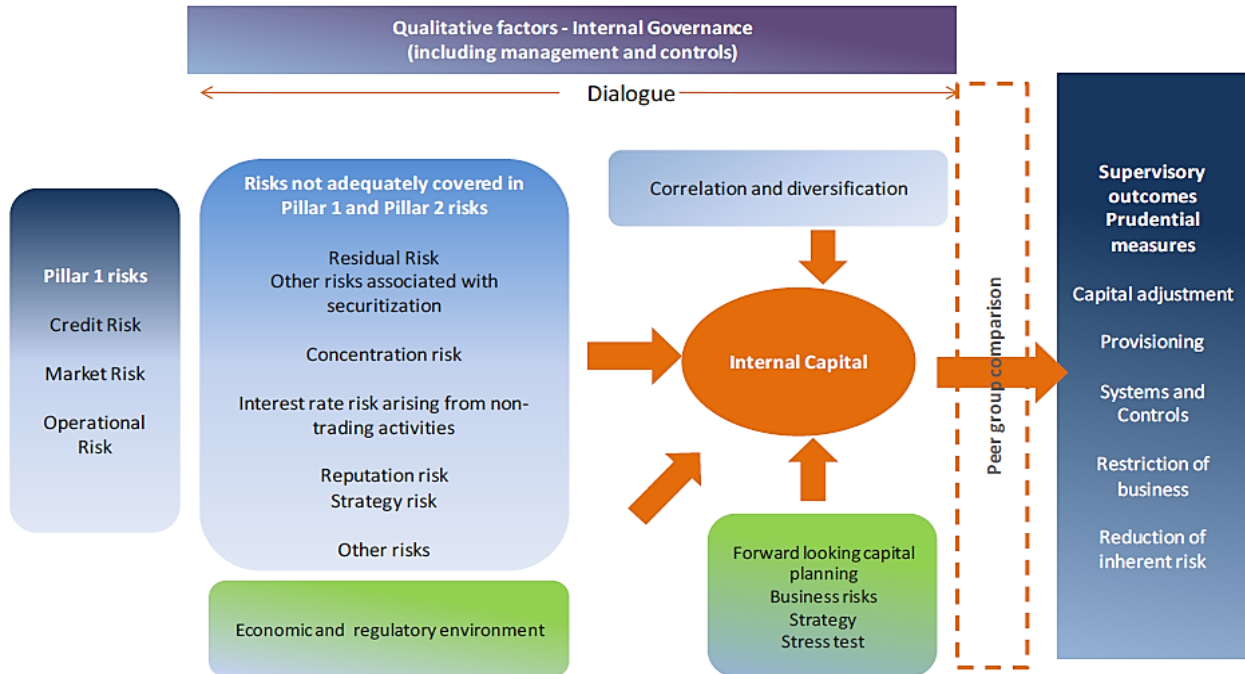 Qualitative factors - Internal Governance
(including management and controls)
Dialogue
Pillar 1 risks
Credit Risk
Market Risk
Operational
Risk
Risks not adequately covered in
Pillar 1 and Pillar 2 risks
Residual Risk
Other risks associated with
securitization
Concentration risk
Interest rate risk arising from non-
trading activities
Reputation risk
Strategy risk
Other risks
Economic and regulatory environment
Correlation and diversification
Internal Capital
Forward looking capital
planning
Business risks
Strategy
Stress test
Peer group comparison
Supervisory
outcomes
Prudential
measures
Capital adjustment
Provisioning
Systems and
Controls
Restriction of
business
Reduction of
inherent risk